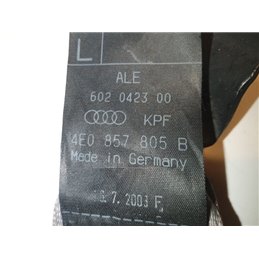 L
ALE
602 0423 00
KPF
4E0 857 805 B
Made in Germany
7. 2003